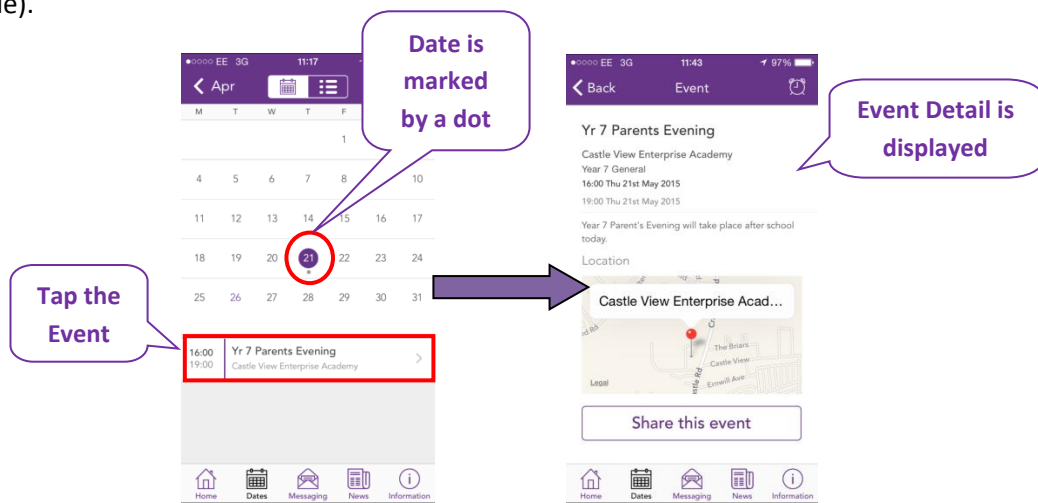 le).
Date is
marked
by a dot
●○○○○ EE 3G 11:17
Apr
M T W T F
1
4 5 6 7 8 10
11 12 13 14 15 16 17
18 19 20 21 22 23 24
25 26 27 28 29 30 31
Tap the
Event
16:00 Yr 7 Parents Evening
19:00 Castle View Enterprise Academy
Home Dates Messaging News Information
●○○○○ EE 3G 11:43 97%
Back Event
Yr 7 Parents Evening
Castle View Enterprise Academy
Year 7 General
16:00 Thu 21st May 2015
19:00 Thu 21st May 2015
Year 7 Parent's Evening will take place after school
today.
Location
Castle View Enterprise Acad...
The Briars
Castle View
Emwill Ave
Legal
Share this event
Home Dates Messaging News Information
Event Detail is
displayed